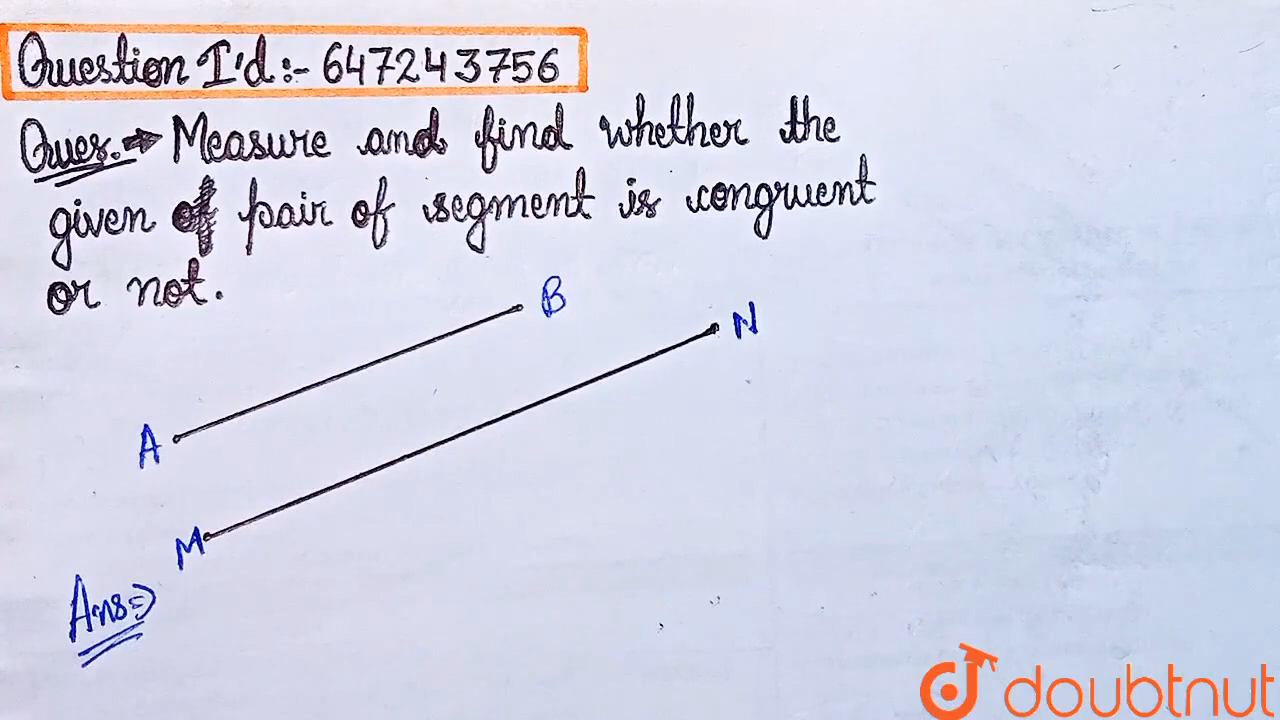 Question I'd :- 647243756
Ques. → Measure and find whether the
given of pair of segment is congruent
or not.
B
N
A
M
Ans ⇒
doubtnut